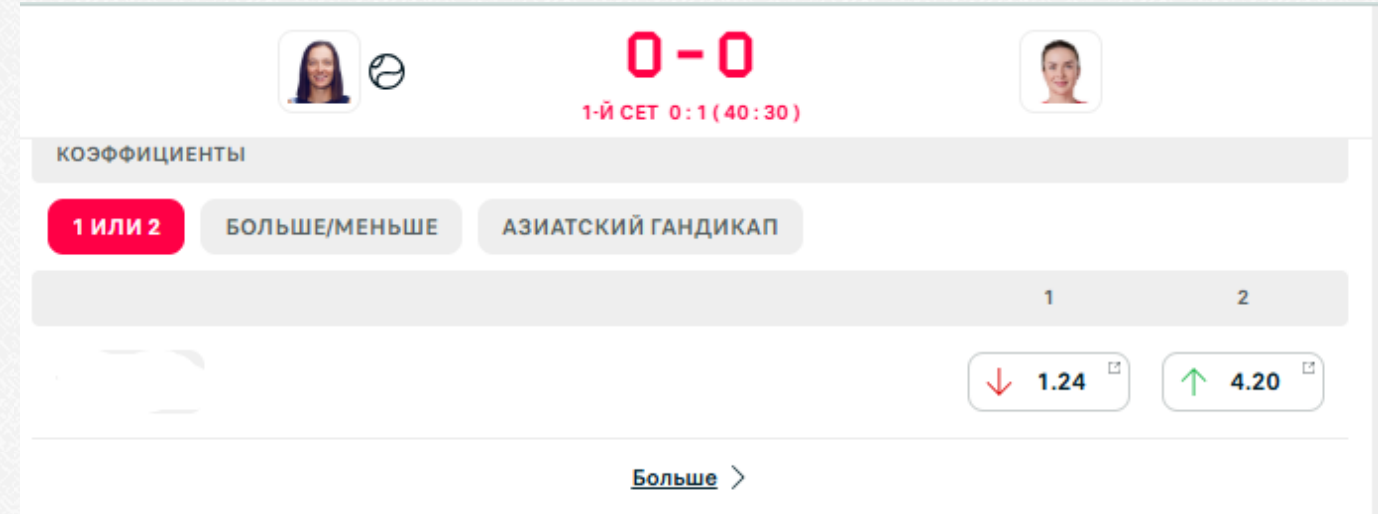 0-0
1-Й СЕТ 0:1(40:30)
КОЭФФИЦИЕНТЫ
1 ИЛИ 2 БОЛЬШЕ/МЕНЬШЕ АЗИАТСКИЙ ГАНДИКАП
1 2
1.24 4.20
Больше